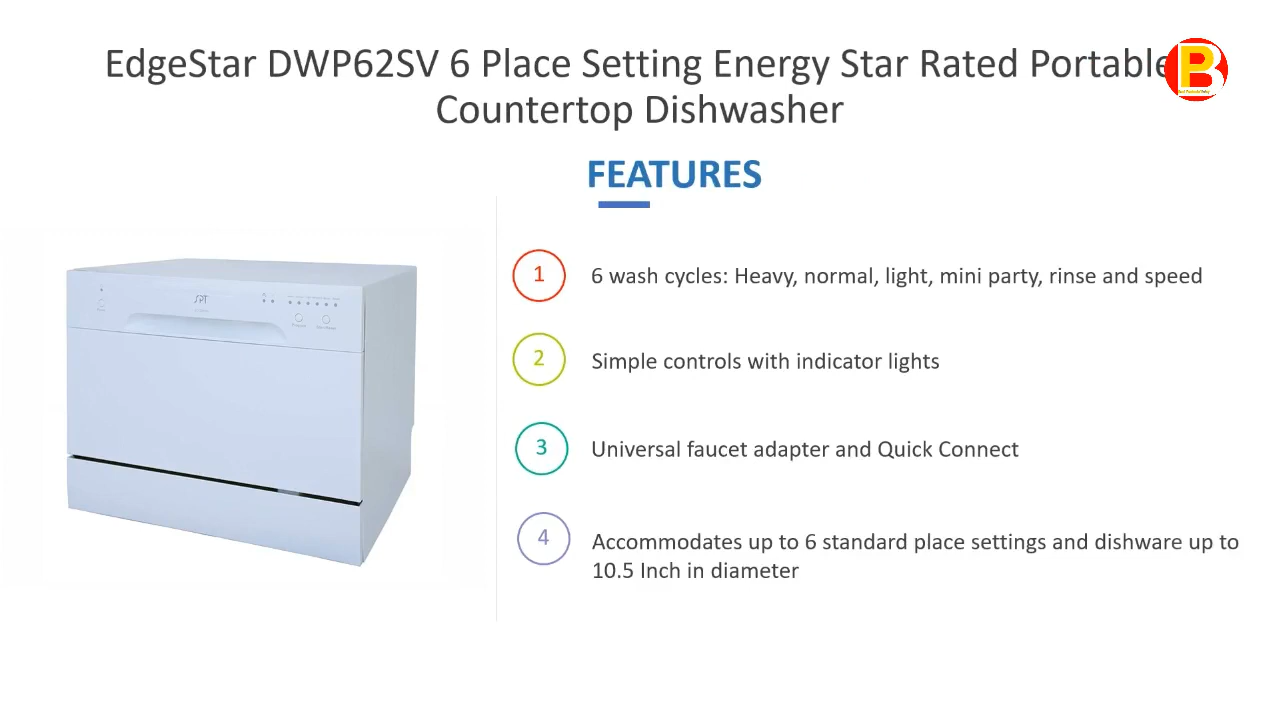 EdgeStar DWP62SV 6 Place Setting Energy Star Rated Portable
Countertop Dishwasher
FEATURES
SPT
1
6 wash cycles: Heavy, normal, light, mini party, rinse and speed
2
Simple controls with indicator lights
3
Universal faucet adapter and Quick Connect
4
Accommodates up to 6 standard place settings and dishware up to
10.5 Inch in diameter
B